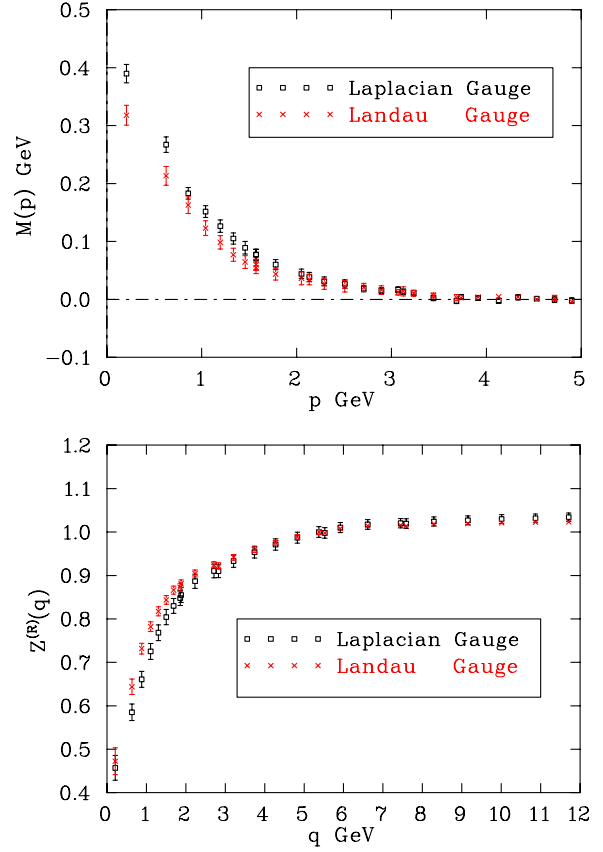 0.5
0.4
0.3
0.2
0.1
0.0
−0.1
M(p) GeV
Laplacian Gauge
Landau Gauge
0 1 2 3 4 5
p GeV
1.2
1.1
1.0
0.9
0.8
0.7
0.6
0.5
0.4
Z(R)(q)
Laplacian Gauge
Landau Gauge
0 1 2 3 4 5 6 7 8 9 10 11 12
q GeV